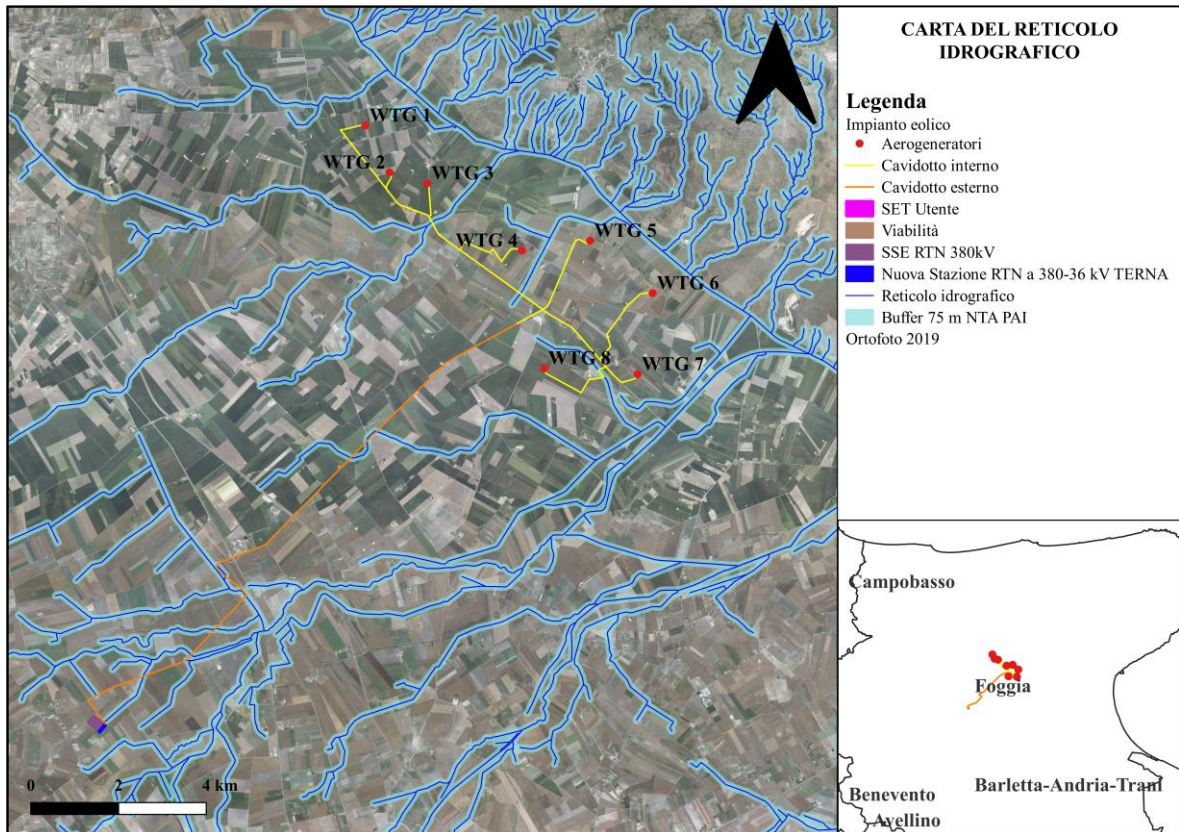 WTG 1
WTG 2
WTG 3
WTG 4
WTG 5
WTG 6
WTG 8
WTG 7
0 2 4 km
CARTA DEL RETICOLO
IDROGRAFICO
Legenda
Impianto eolico
Aerogeneratori
Cavidotto interno
Cavidotto esterno
SET Utente
Viabilità
SSE RTN 380kV
Nuova Stazione RTN a 380-36 kV TERNA
Reticolo idrografico
Buffer 75 m NTA PAI
Ortofoto 2019
Campobasso
Foggia
Barletta-Andria-Trani
Benevento
Avellino